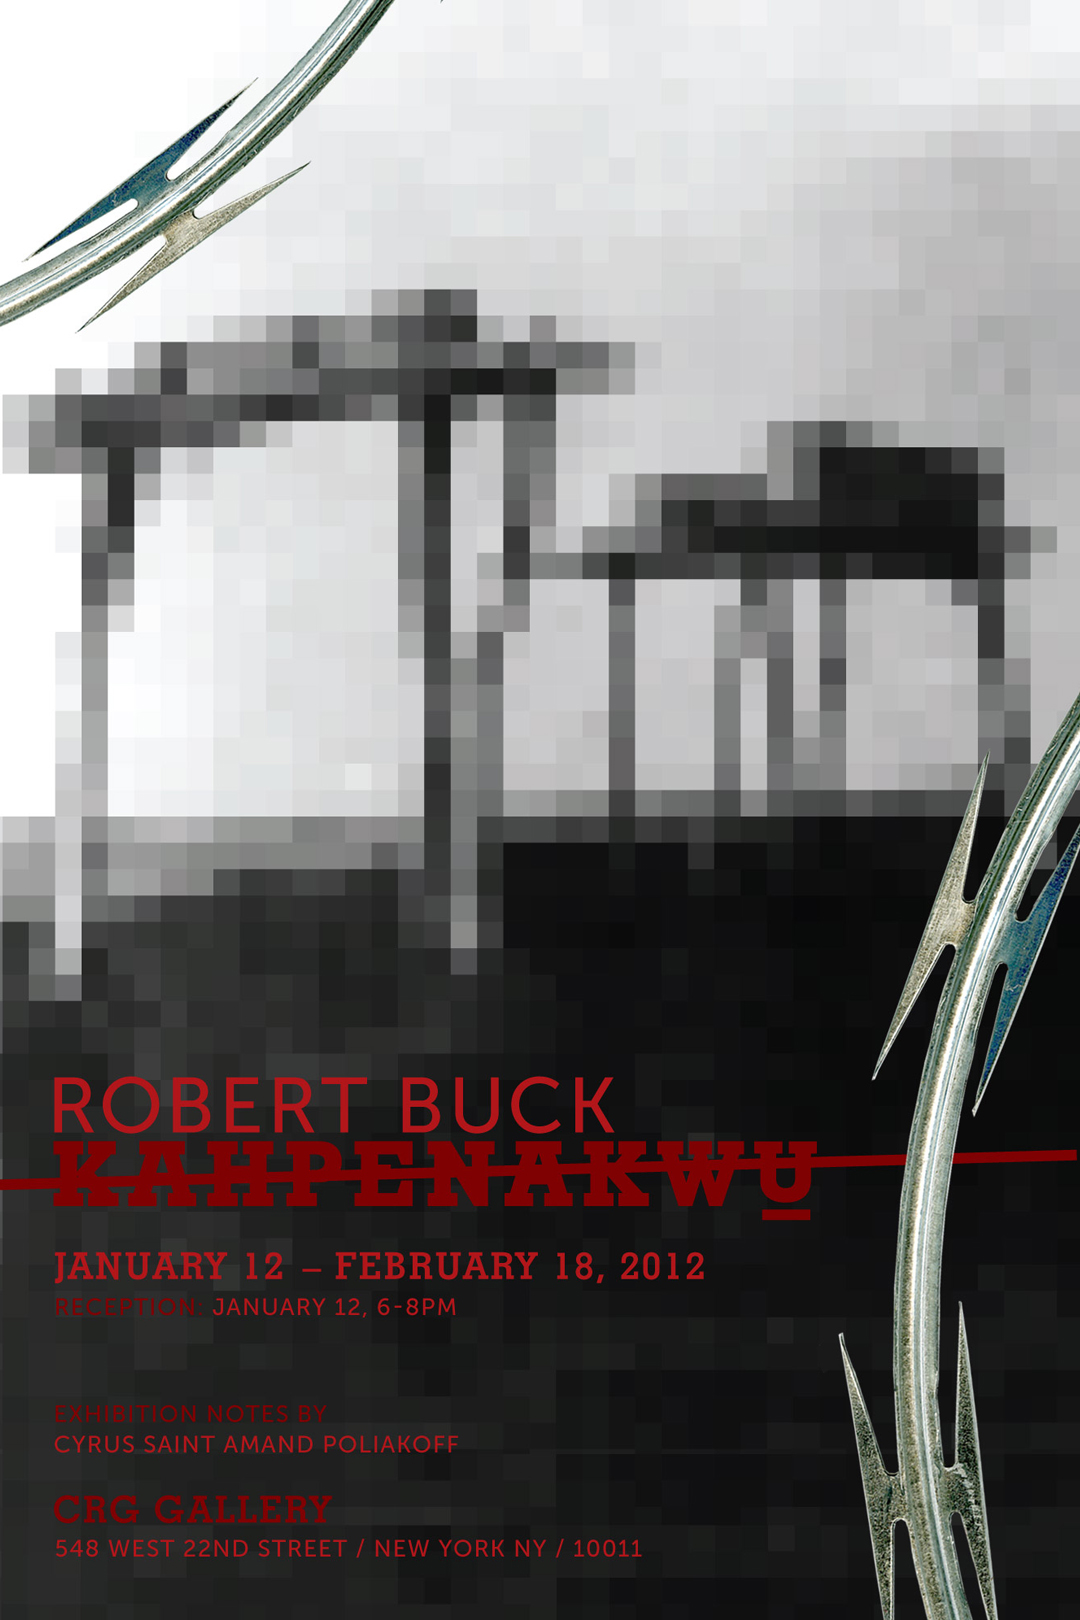 ROBERT BUCK
KAHPENAKWU̲
JANUARY 12 – FEBRUARY 18, 2012
RECEPTION: JANUARY 12, 6-8PM
EXHIBITION NOTES BY
CYRUS SAINT AMAND POLIAKOFF
CRG GALLERY
548 WEST 22ND STREET / NEW YORK NY / 10011